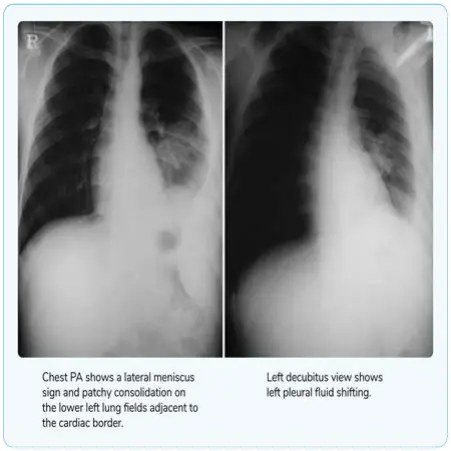 R
Chest PA shows a lateral meniscus
sign and patchy consolidation on
the lower left lung fields adjacent to
the cardiac border.
Left decubitus view shows
left pleural fluid shifting.